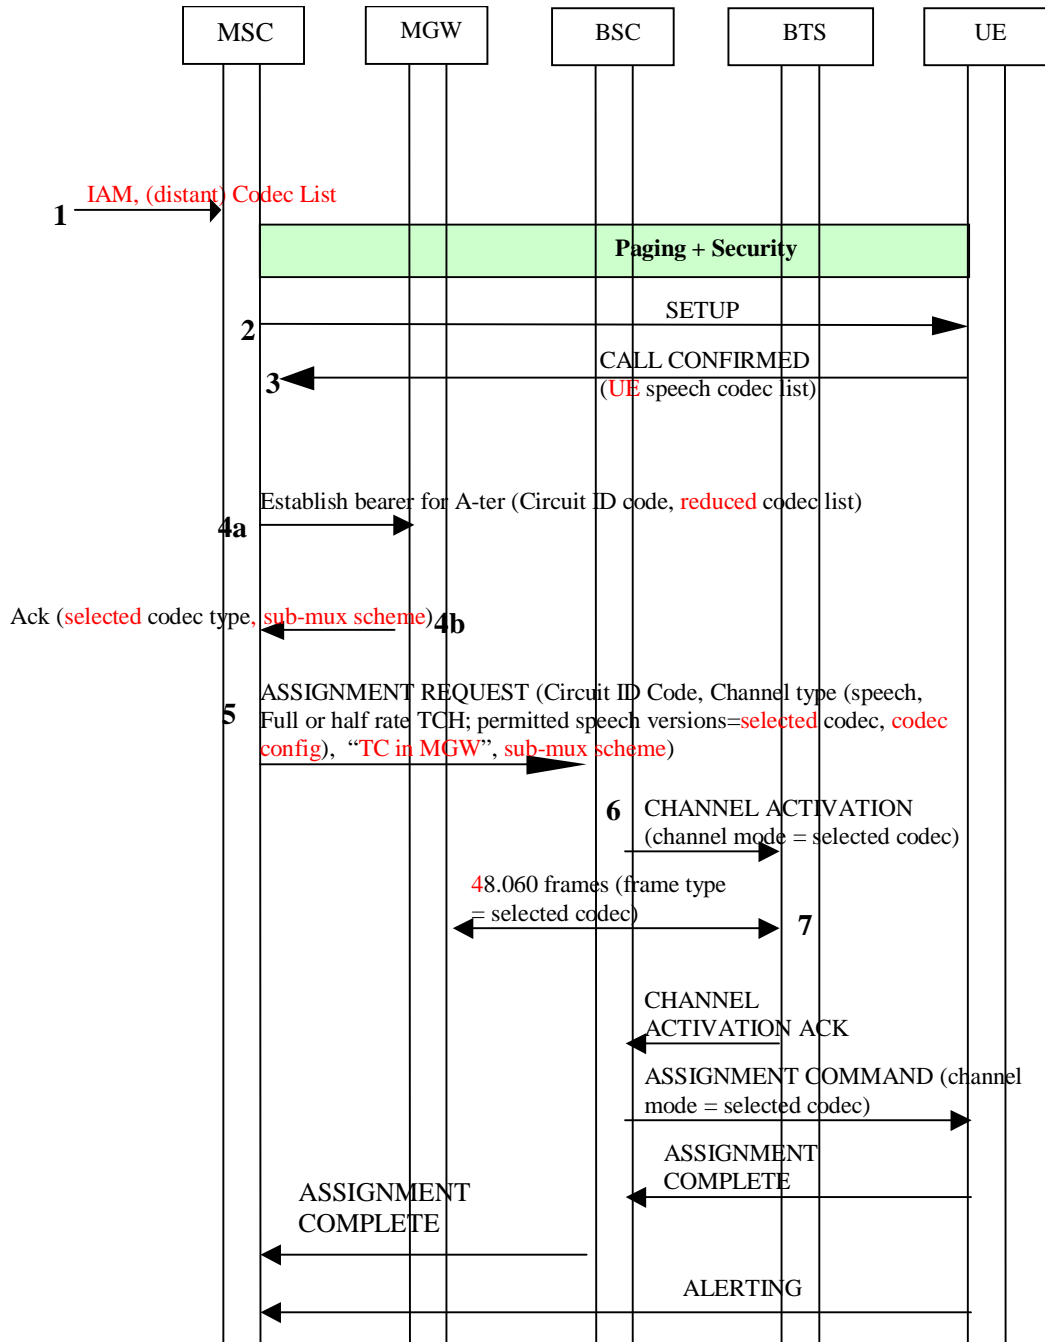 MSC MGW BSC BTS UE
IAM, (distant) Codec List
1
Paging + Security
SETUP
2
CALL CONFIRMED
3
(UE speech codec list)
Establish bearer for A-ter (Circuit ID code, reduced codec list)
4a
Ack (selected codec type, sub-mux scheme)
4b
ASSIGNMENT REQUEST (Circuit ID Code, Channel type (speech,
5
Full or half rate TCH; permitted speech versions=selected codec, codec
config), “TC in MGW”, sub-mux scheme)
6
CHANNEL ACTIVATION
(channel mode = selected codec)
48.060 frames (frame type
= selected codec)
7
CHANNEL
ACTIVATION ACK
ASSIGNMENT COMMAND (channel
mode = selected codec)
ASSIGNMENT
COMPLETE
ASSIGNMENT
COMPLETE
ALERTING